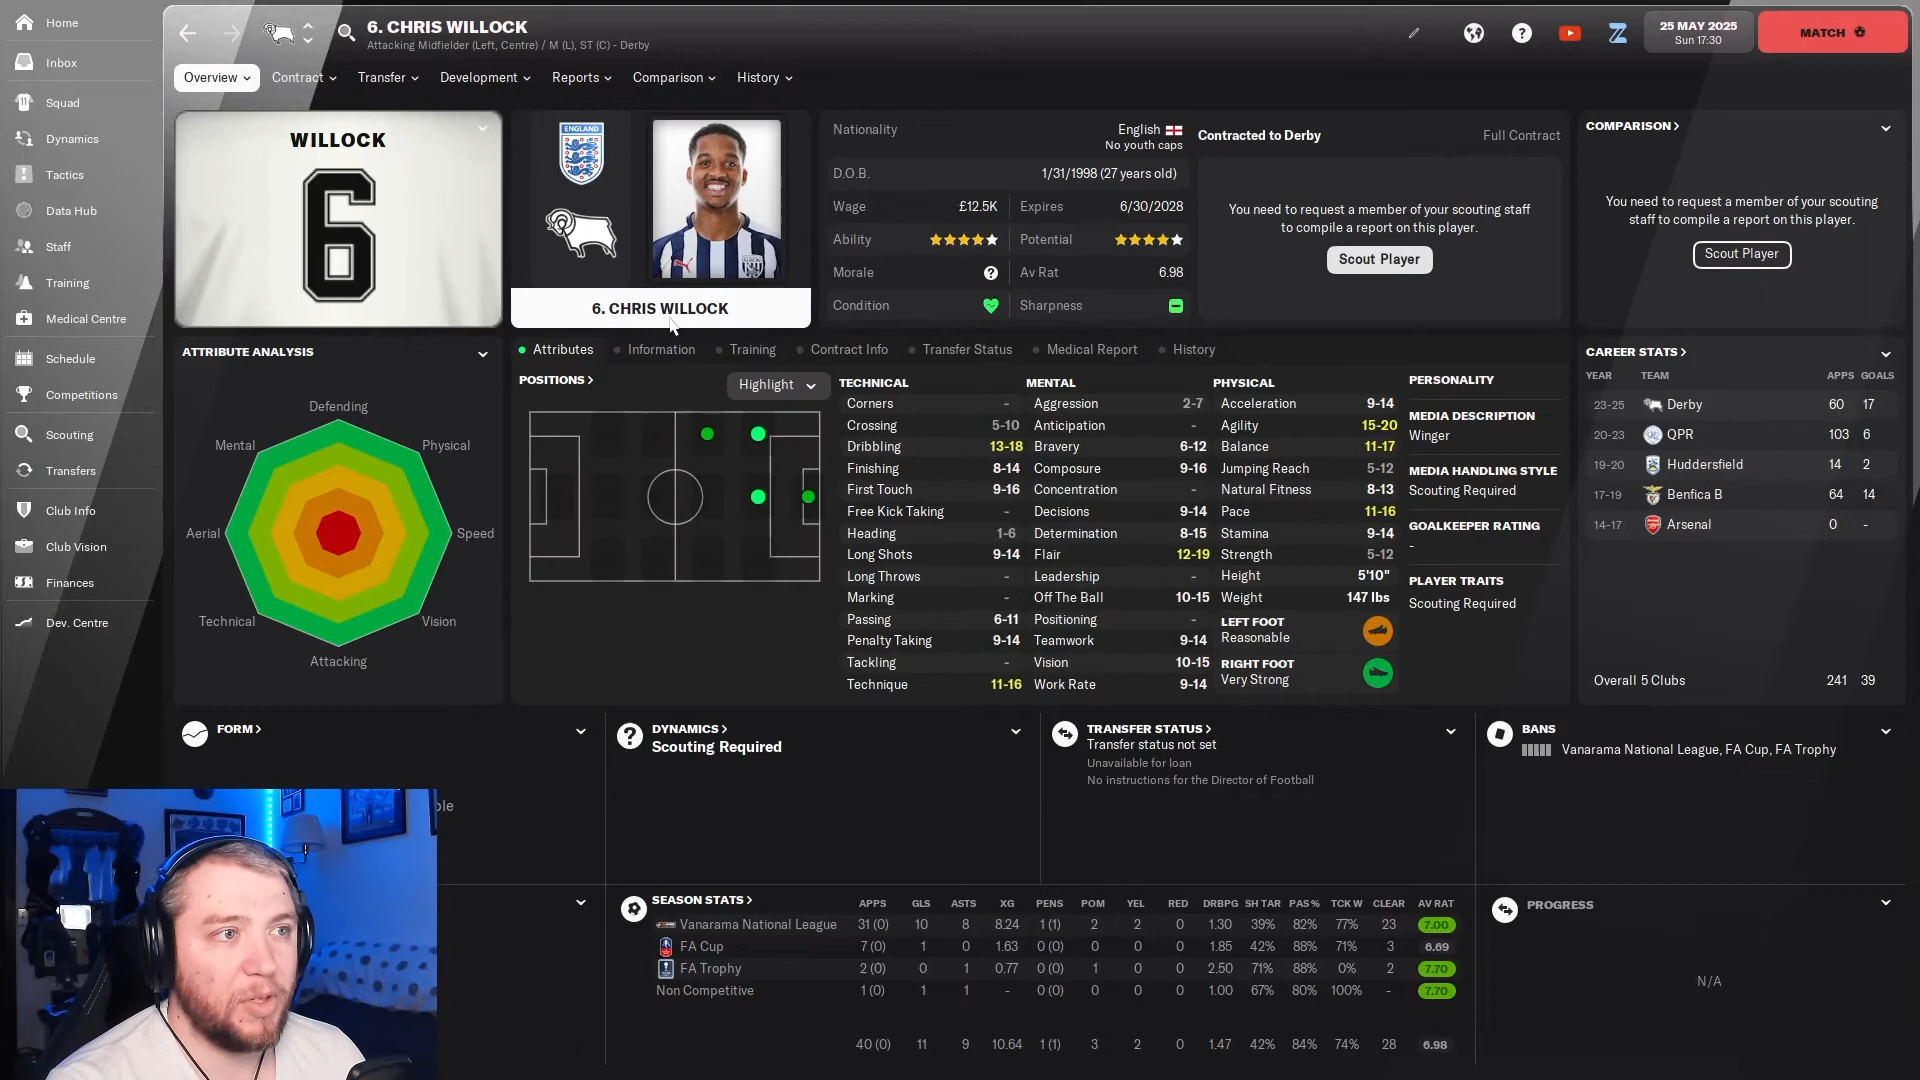 Home
Inbox
Squad
Dynamics
Tactics
Data Hub
Staff
Training
Medical Centre
Schedule
Competitions
Scouting
Transfers
Club Info
Club Vision
Finances
Dev. Centre
6. CHRIS WILLOCK
Attacking Midfielder (Left, Centre) / M (L), ST (C) - Derby
25 MAY 2025
Sun 17:30
MATCH
Overview
Contract
Transfer
Development
Reports
Comparison
History
WILLOCK
6
ENGLAND
6. CHRIS WILLOCK
Nationality English
No youth caps
D.O.B. 1/31/1998 (27 years old)
Wage £12.5K Expires 6/30/2028
Ability Potential
Morale ? Av Rat 6.98
Condition Sharpness
Contracted to Derby Full Contract
You need to request a member of your scouting staff
to compile a report on this player.
Scout Player
COMPARISON >
You need to request a member of your scouting
staff to compile a report on this player.
Scout Player
ATTRIBUTE ANALYSIS
Defending
Mental Physical
Aerial Speed
Technical Vision
Attacking
Attributes Information Training Contract Info Transfer Status Medical Report History
POSITIONS >
Highlight
TECHNICAL
Corners -
Crossing 5-10
Dribbling 13-18
Finishing 8-14
First Touch 9-16
Free Kick Taking -
Heading 1-6
Long Shots 9-14
Long Throws -
Marking -
Passing 6-11
Penalty Taking 9-14
Tackling -
Technique 11-16
MENTAL
Aggression 2-7
Anticipation -
Bravery 6-12
Composure 9-16
Concentration -
Decisions 9-14
Determination 8-15
Flair 12-19
Leadership -
Off The Ball 10-15
Positioning -
Teamwork 9-14
Vision 10-15
Work Rate 9-14
PHYSICAL
Acceleration 9-14
Agility 15-20
Balance 11-17
Jumping Reach 5-12
Natural Fitness 8-13
Pace 11-16
Stamina 9-14
Strength 5-12
Height 5'10"
Weight 147 lbs
LEFT FOOT
Reasonable
RIGHT FOOT
Very Strong
PERSONALITY
MEDIA DESCRIPTION
Winger
MEDIA HANDLING STYLE
Scouting Required
GOALKEEPER RATING
-
PLAYER TRAITS
Scouting Required
CAREER STATS >
YEAR TEAM APPS GOALS
23-25 Derby 60 17
20-23 QPR 103 6
19-20 Huddersfield 14 2
17-19 Benfica B 64 14
14-17 Arsenal 0 -
Overall 5 Clubs 241 39
FORM >
ble
DYNAMICS >
Scouting Required
TRANSFER STATUS >
Transfer status not set
Unavailable for loan
No instructions for the Director of Football
BANS
Vanarama National League, FA Cup, FA Trophy
SEASON STATS > APPS GLS ASTS XG PENS POM YEL RED DRBPG SH TAR PAS % TCK W CLEAR AV RAT
Vanarama National League 31 (0) 10 8 8.24 1 (1) 2 2 0 1.30 39% 82% 77% 23 7.00
FA Cup 7 (0) 1 0 1.63 0 (0) 0 0 0 1.85 42% 88% 71% 3 6.69
FA Trophy 2 (0) 0 1 0.77 0 (0) 1 0 0 2.50 71% 88% 0% 2 7.70
Non Competitive 1 (0) 1 1 - 0 (0) 0 0 0 1.00 67% 80% 100% - 7.70
40 (0) 11 9 10.64 1 (1) 3 2 0 1.47 42% 84% 74% 28 6.98
PROGRESS
N/A